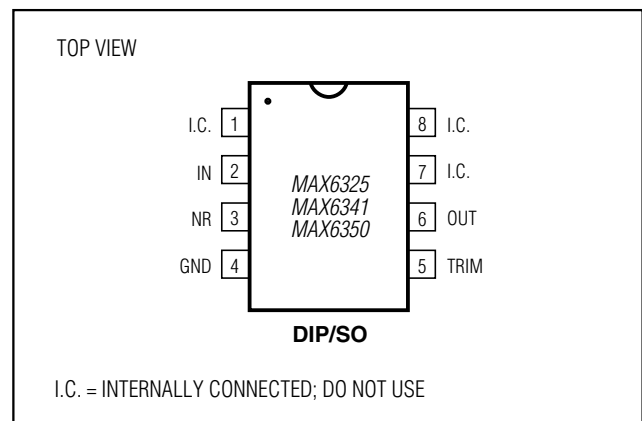 TOP VIEW
I.C. 1 8 I.C.
IN 2 7 I.C.
NR 3 6 OUT
GND 4 5 TRIM
MAX6325
MAX6341
MAX6350
DIP/SO
I.C. = INTERNALLY CONNECTED; DO NOT USE